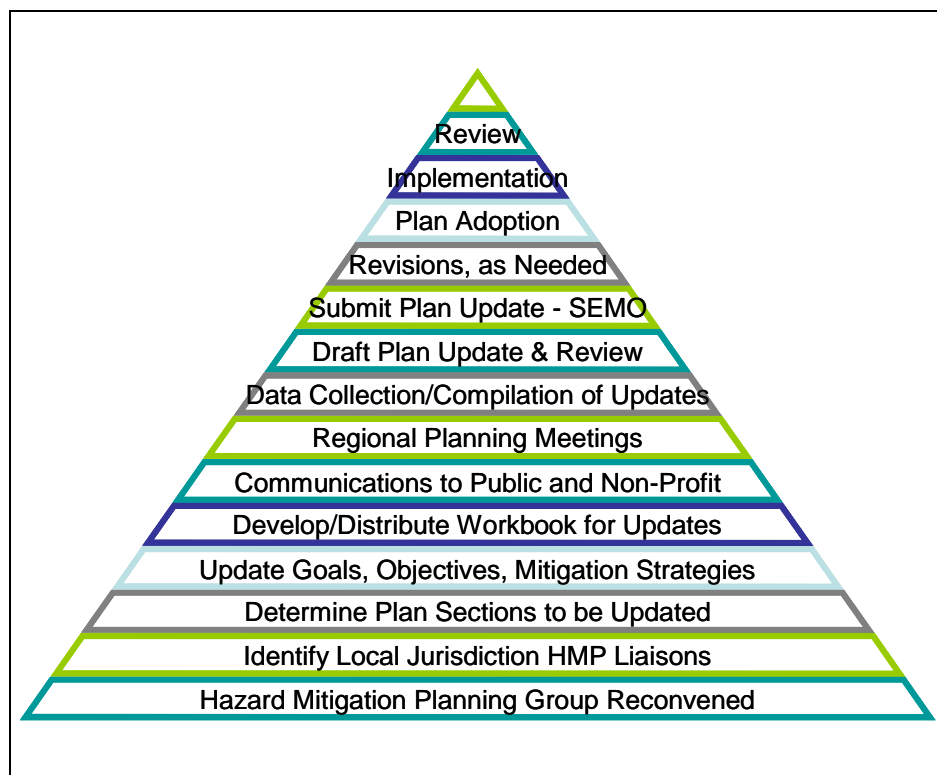 Review
Implementation
Plan Adoption
Revisions, as Needed
Submit Plan Update - SEMO
Draft Plan Update & Review
Data Collection/Compilation of Updates
Regional Planning Meetings
Communications to Public and Non-Profit
Develop/Distribute Workbook for Updates
Update Goals, Objectives, Mitigation Strategies
Determine Plan Sections to be Updated
Identify Local Jurisdiction HMP Liaisons
Hazard Mitigation Planning Group Reconvened